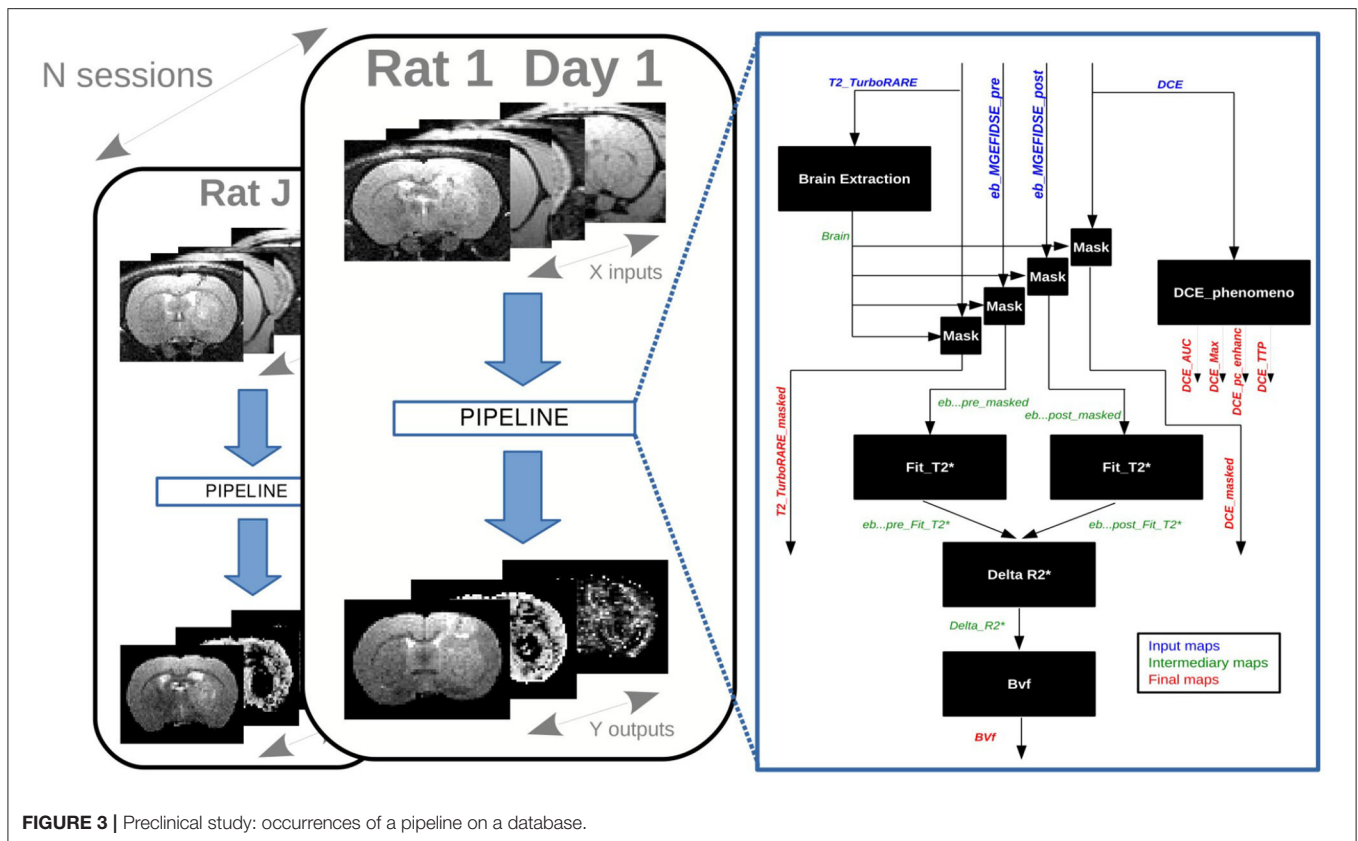 N sessions
Rat J
PIPELINE
Rat 1 Day 1
X inputs
PIPELINE
Y outputs
T2_TurboRARE
eb_MGEFIDSE_pre
eb_MGEFIDSE_post
DCE
Brain Extraction
Brain
Mask
Mask
Mask
Mask
DCE_phenomeno
DCE_AUC
DCE_Max
DCE_pc_enhanc
DCE_TTP
T2_TurboRARE_masked
eb...pre_masked
eb...post_masked
Fit_T2*
Fit_T2*
DCE_masked
eb...pre_Fit_T2*
eb...post_Fit_T2*
Delta R2*
Delta_R2*
Bvf
BVf
Input maps
Intermediary maps
Final maps
FIGURE 3 | Preclinical study: occurrences of a pipeline on a database.